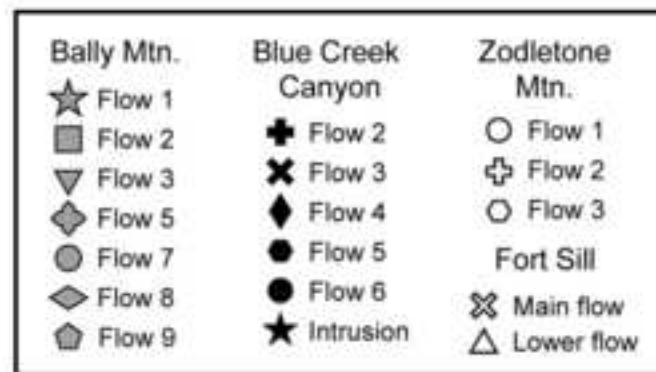 Bally Mtn.
Flow 1
Flow 2
Flow 3
Flow 5
Flow 7
Flow 8
Flow 9
Blue Creek
Canyon
Flow 2
Flow 3
Flow 4
Flow 5
Flow 6
Intrusion
Zodletone
Mtn.
Flow 1
Flow 2
Flow 3
Fort Sill
Main flow
Lower flow